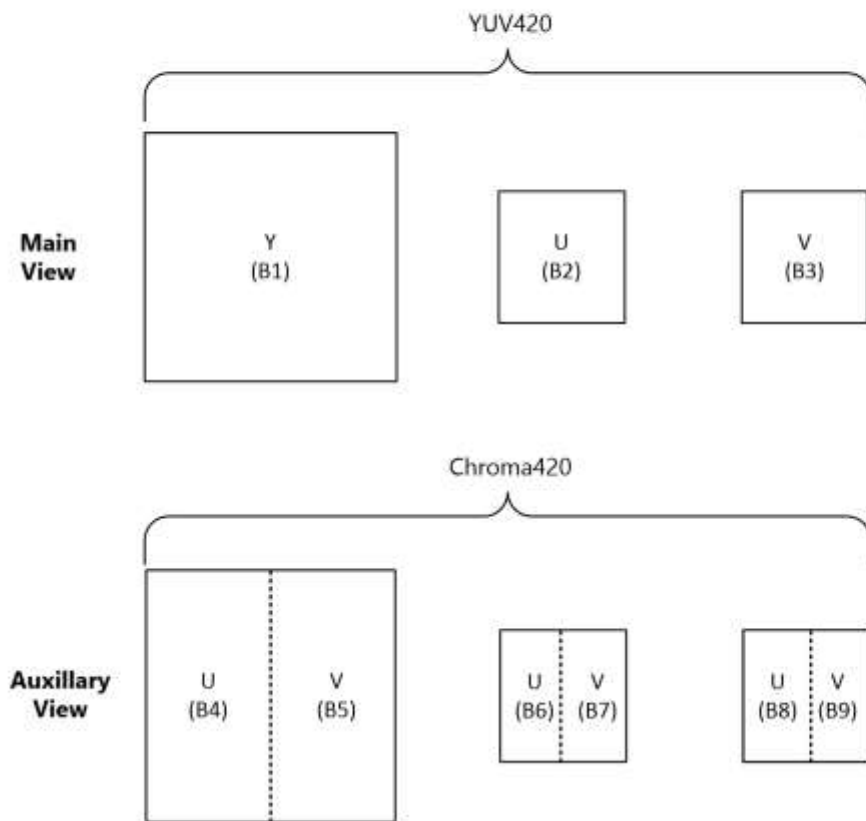 YUV420
Main
View
Y
(B1)
U
(B2)
V
(B3)
Chroma420
Auxillary
View
U
(B4)
V
(B5)
U
(B6)
V
(B7)
U
(B8)
V
(B9)